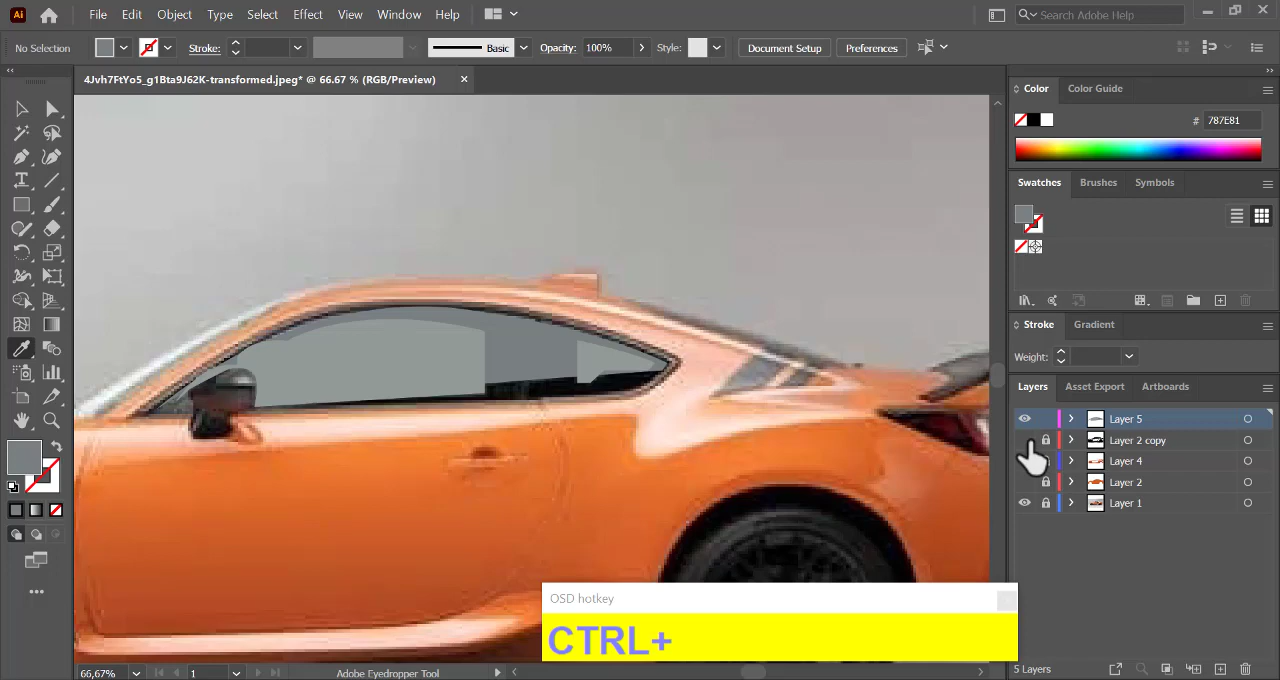 Ai File Edit Object Type Select Effect View Window Help Search Adobe Help
No Selection Stroke: Basic Opacity: 100% Style: Document Setup Preferences
4Jvh7FtYo5_g1Bta9J62K-transformed.jpeg* @ 66.67 % (RGB/Preview)
Color Color Guide
# 787E81
Swatches Brushes Symbols
Stroke Gradient
Weight:
Layers Asset Export Artboards
Layer 5
Layer 2 copy
Layer 4
Layer 2
Layer 1
OSD hotkey
CTRL+
66,67% 1 Adobe Eyedropper Tool 5 Layers